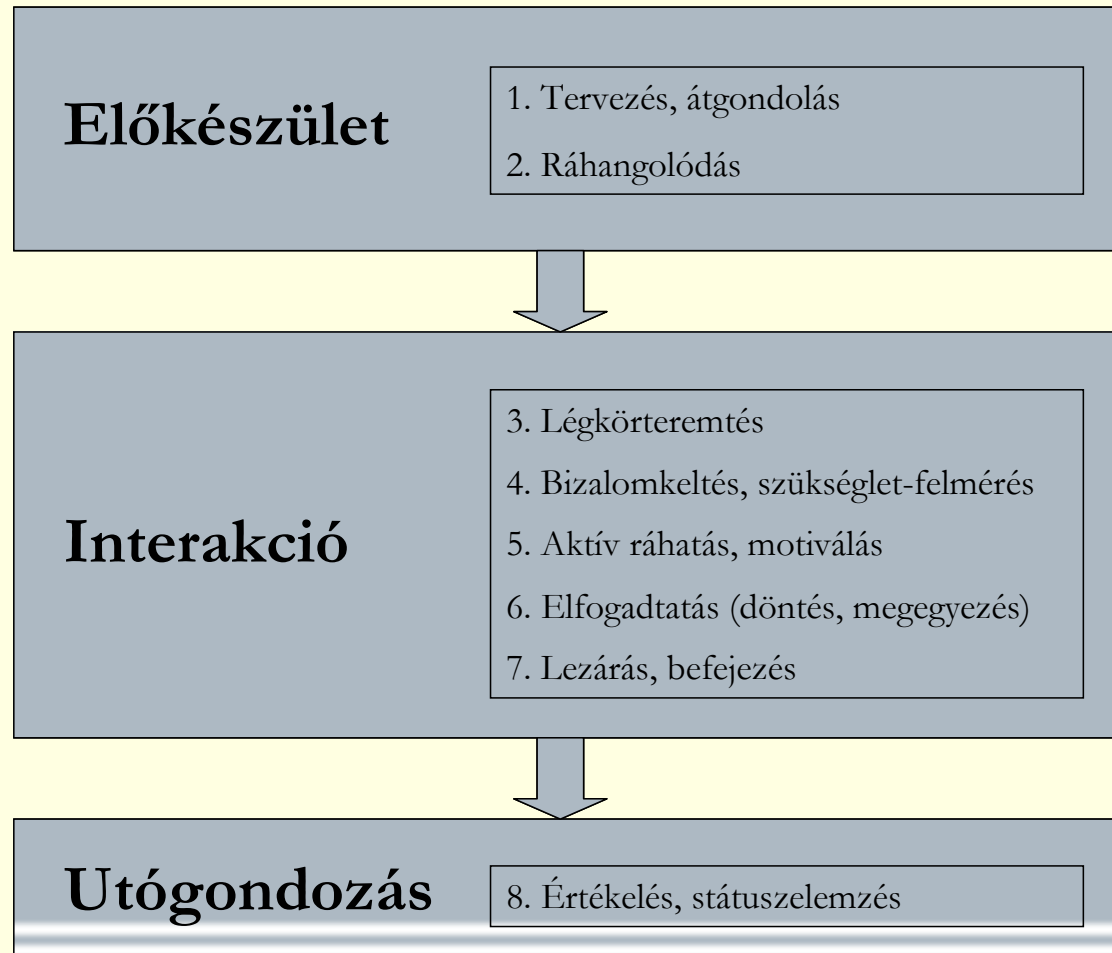 Előkészület
1. Tervezés, átgondolás
2. Ráhangolódás
Interakció
3. Légkörteremtés
4. Bizalomkeltés, szükséglet-felmérés
5. Aktív ráhatás, motiválás
6. Elfogadtatás (döntés, megegyezés)
7. Lezárás, befejezés
Utógondozás
8. Értékelés, státuszelemzés